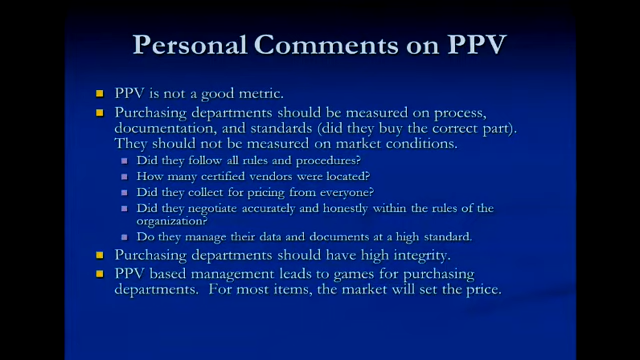 Personal Comments on PPV
PPV is not a good metric.
Purchasing departments should be measured on process,
documentation, and standards (did they buy the correct part).
They should not be measured on market conditions.
Did they follow all rules and procedures?
How many certified vendors were located?
Did they collect for pricing from everyone?
Did they negotiate accurately and honestly within the rules of the
organization?
Do they manage their data and documents at a high standard.
Purchasing departments should have high integrity.
PPV based management leads to games for purchasing
departments. For most items, the market will set the price.